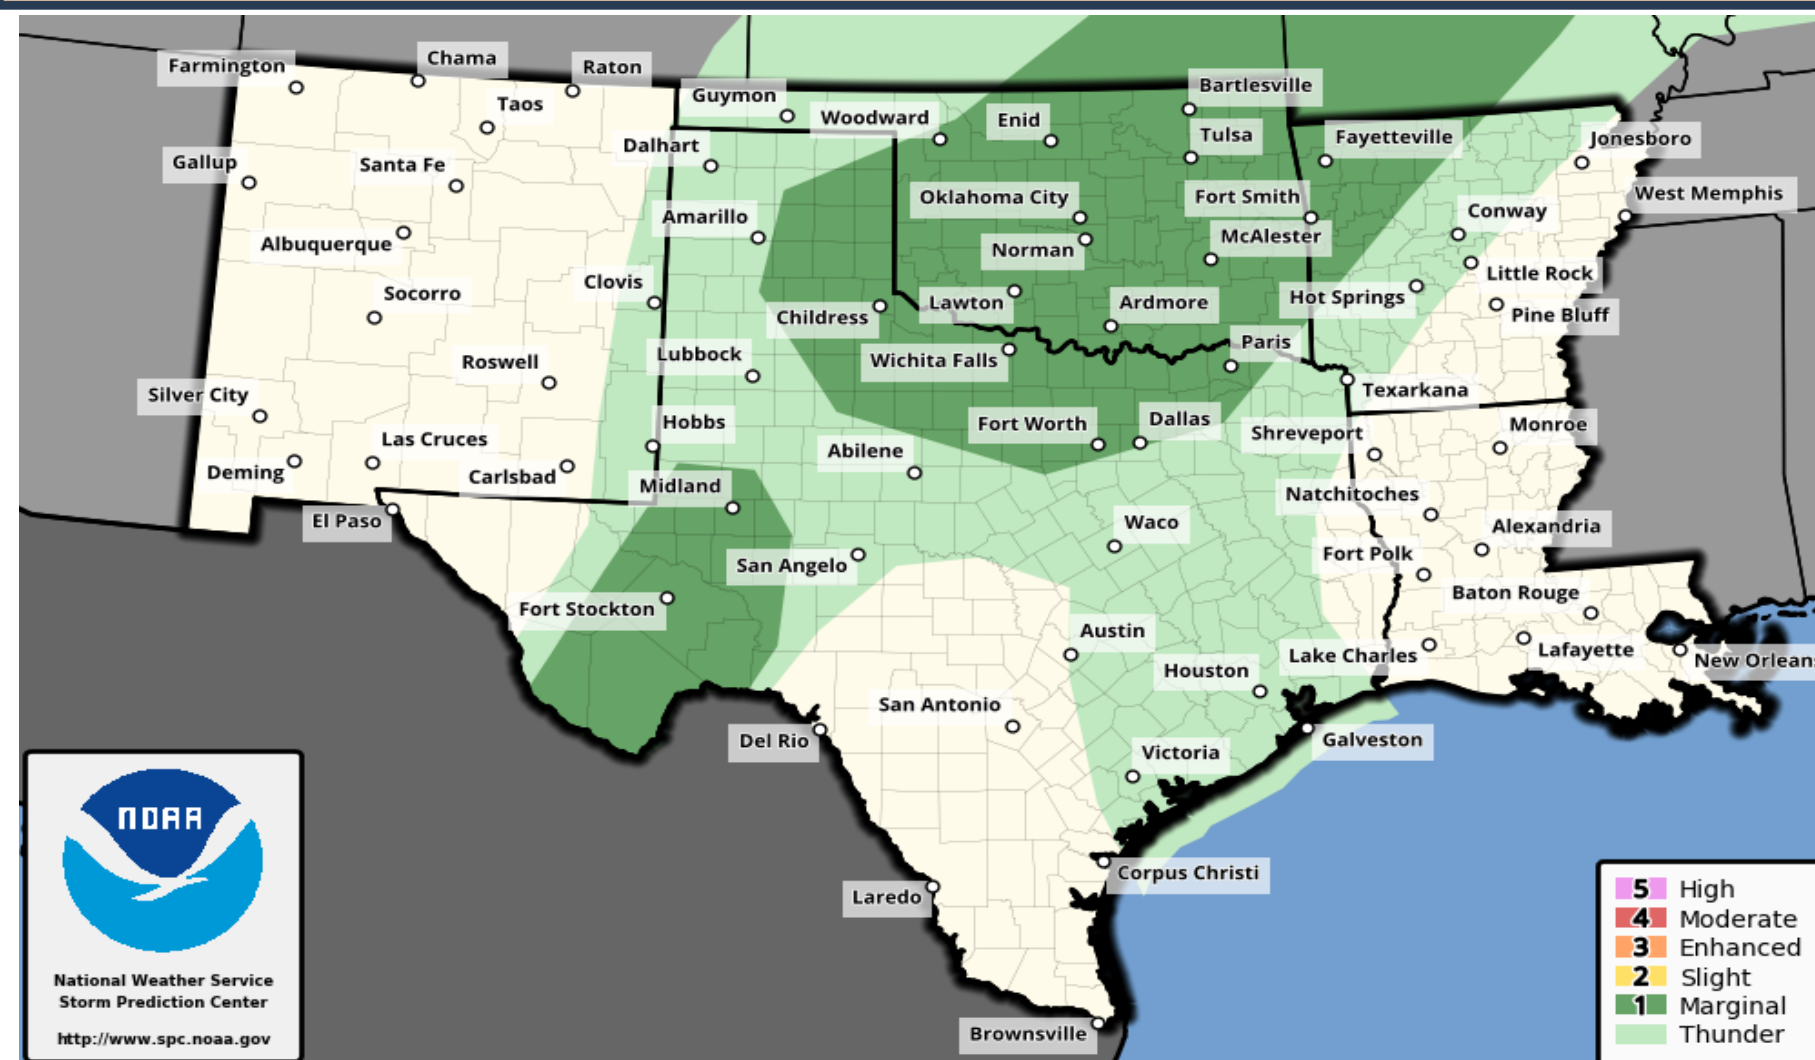 Farmington
Chama
Raton
Taos
Guymon
Bartlesville
Woodward
Enid
Tulsa
Fayetteville
Jonesboro
Gallup
Santa Fe
Dalhart
Oklahoma City
Fort Smith
Conway
West Memphis
Albuquerque
Amarillo
Norman
McAlester
Little Rock
Socorro
Clovis
Childress
Lawton
Ardmore
Hot Springs
Pine Bluff
Roswell
Lubbock
Wichita Falls
Paris
Texarkana
Silver City
Hobbs
Fort Worth
Dallas
Shreveport
Monroe
Deming
Las Cruces
Carlsbad
Midland
Abilene
Natchitoches
El Paso
San Angelo
Waco
Fort Polk
Alexandria
Fort Stockton
Austin
Baton Rouge
Houston
Lake Charles
Lafayette
New Orleans
Del Rio
San Antonio
Victoria
Galveston
Laredo
Corpus Christi
Brownsville
NOAA
National Weather Service
Storm Prediction Center
http://www.spc.noaa.gov
5 High
4 Moderate
3 Enhanced
2 Slight
1 Marginal
Thunder